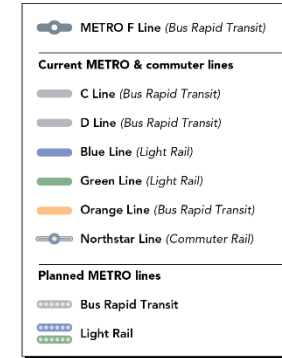 METRO F Line (Bus Rapid Transit)
Current METRO & commuter lines
C Line (Bus Rapid Transit)
D Line (Bus Rapid Transit)
Blue Line (Light Rail)
Green Line (Light Rail)
Orange Line (Bus Rapid Transit)
Northstar Line (Commuter Rail)
Planned METRO lines
Bus Rapid Transit
Light Rail